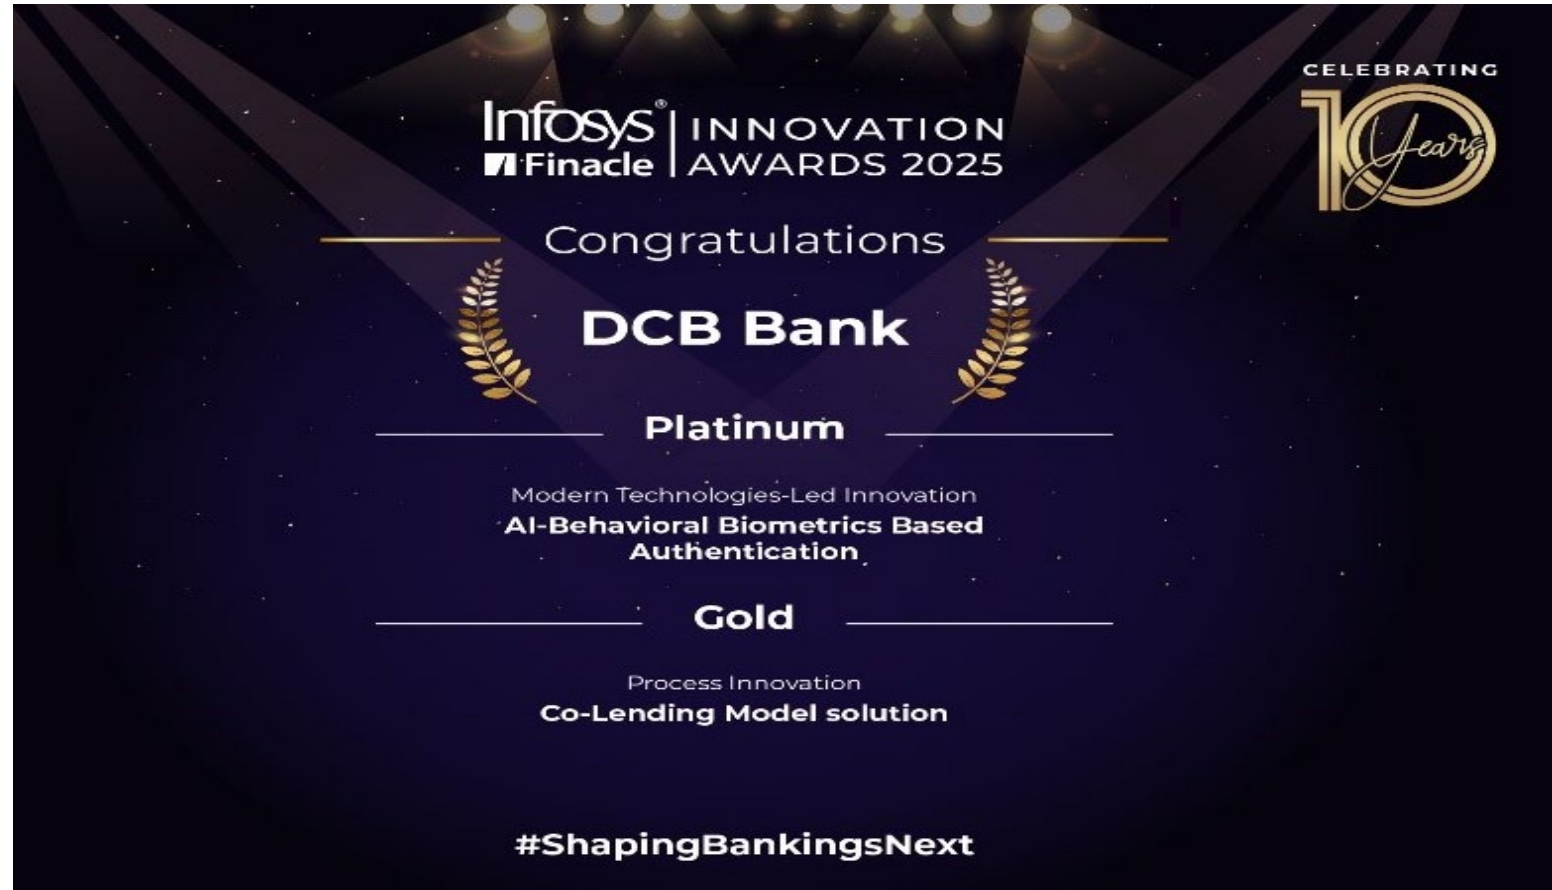 CELEBRATING
10 Years
Infosys® | INNOVATION
Finacle | AWARDS 2025
Congratulations
DCB Bank
Platinum
Modern Technologies-Led Innovation
AI-Behavioral Biometrics Based
Authentication
Gold
Process Innovation
Co-Lending Model solution
#ShapingBankingsNext